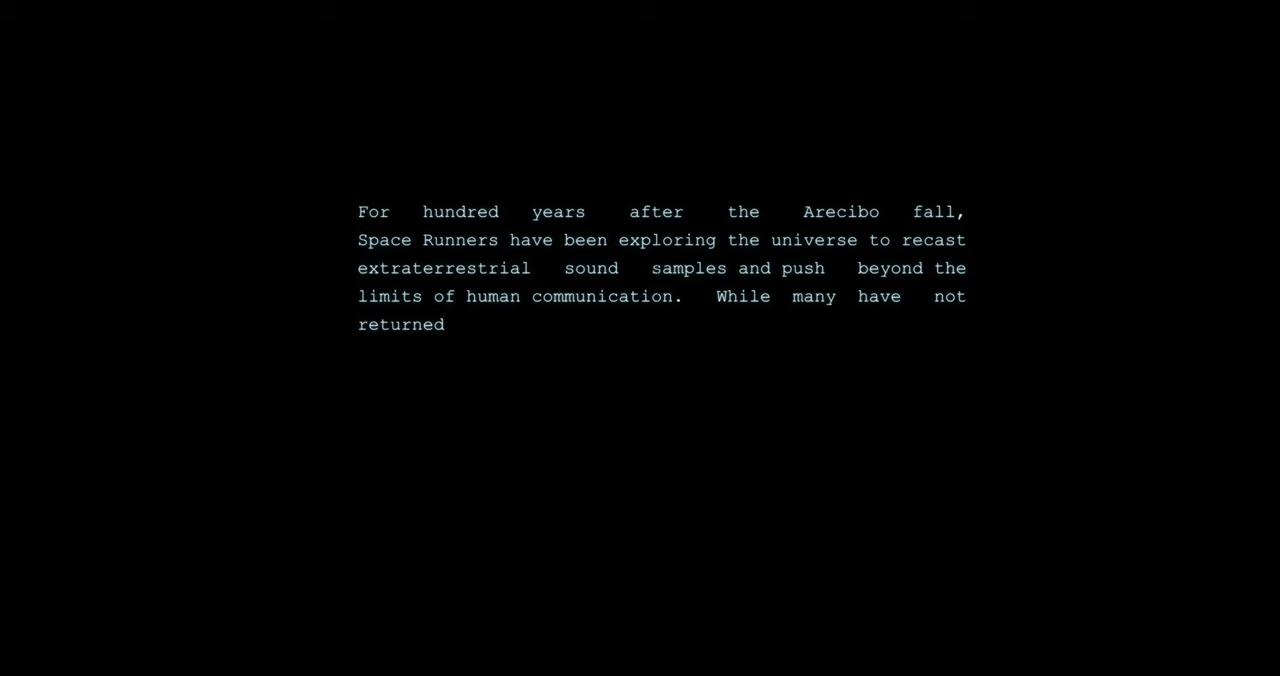 For hundred years after the Arecibo fall,
Space Runners have been exploring the universe to recast
extraterrestrial sound samples and push beyond the
limits of human communication. While many have not
returned